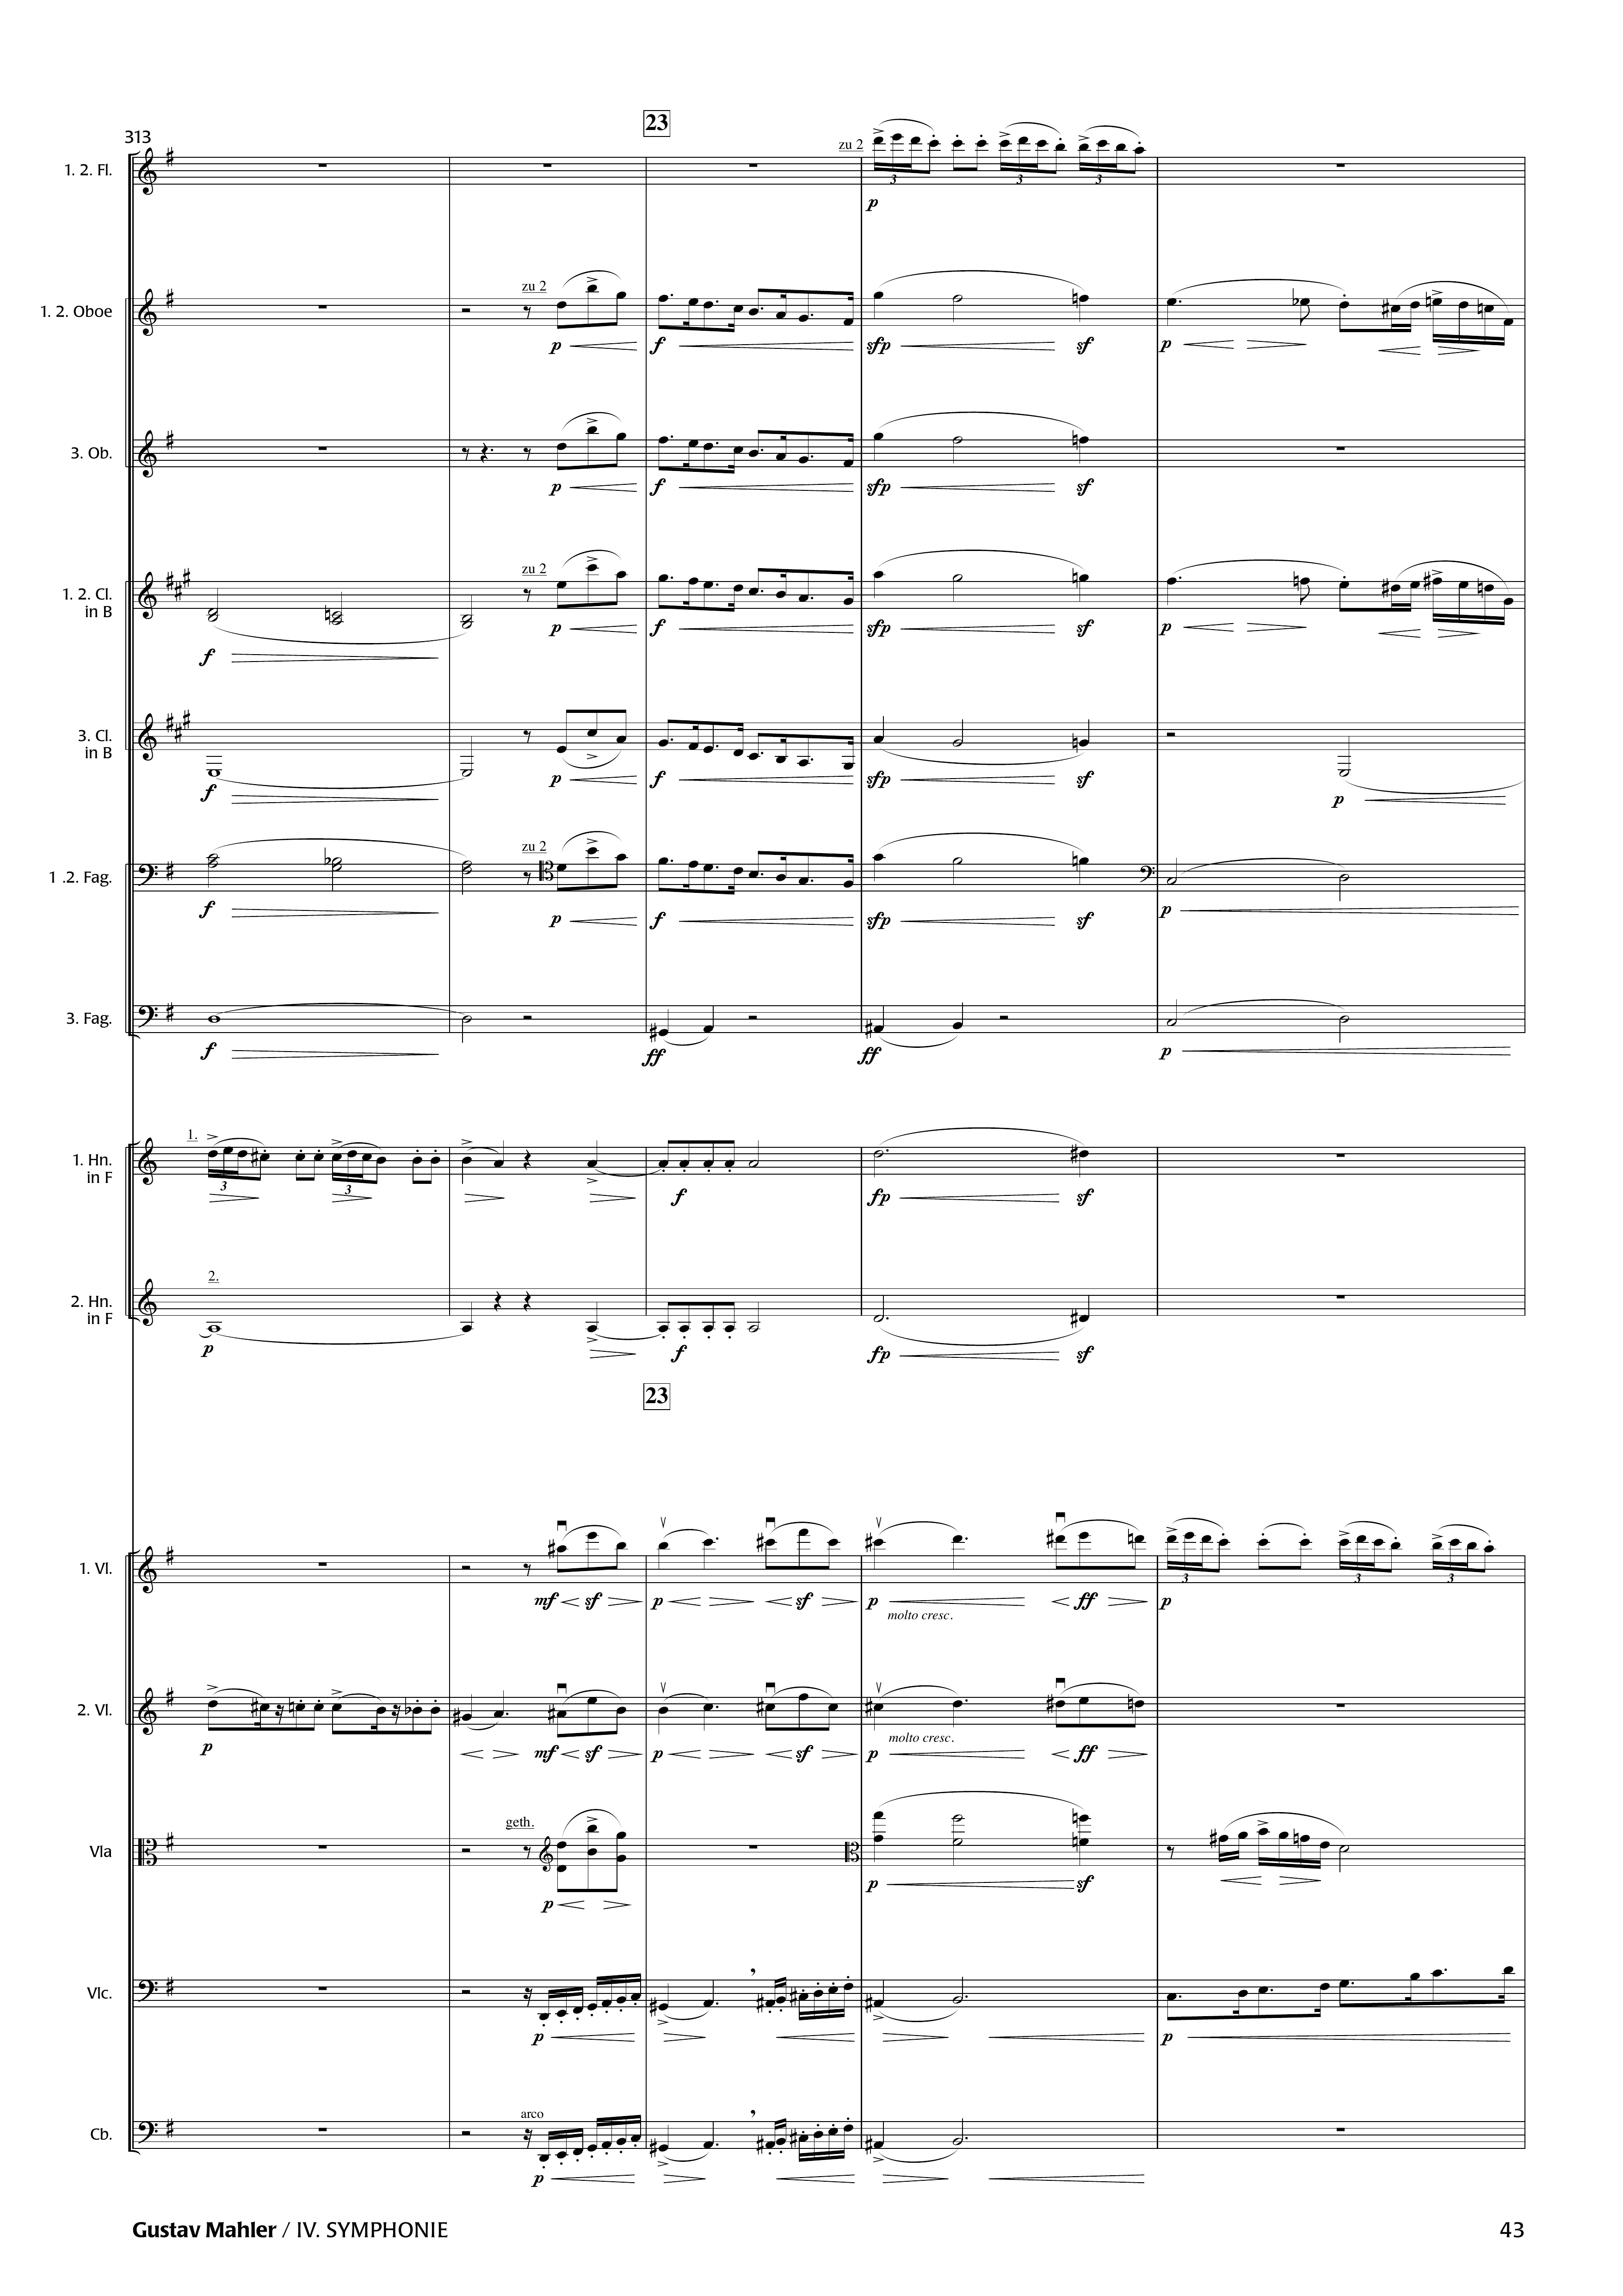 23
313
zu 2
1. 2. Fl.
3 3 3
p
zu 2
1. 2. Oboe
p f sfp sf p
3. Ob.
p f sfp sf
zu 2
1. 2. Cl.
in B
p f sfp sf p
f
3. Cl.
in B
f p f sfp sf p
zu 2
1 .2. Fag.
f p f sfp sf p
3. Fag.
f ff ff p
1.
1. Hn.
in F
3 3
f fp sf
2.
2. Hn.
in F
p f fp sf
23
1. Vl.
3 3 3
mf sf p sf p ff p
molto cresc.
2. Vl.
molto cresc.
p mf sf p sf p ff
geth.
Vla
p p sf
Vlc.
p p
arco
Cb.
p
Gustav Mahler / IV. SYMPHONIE 43